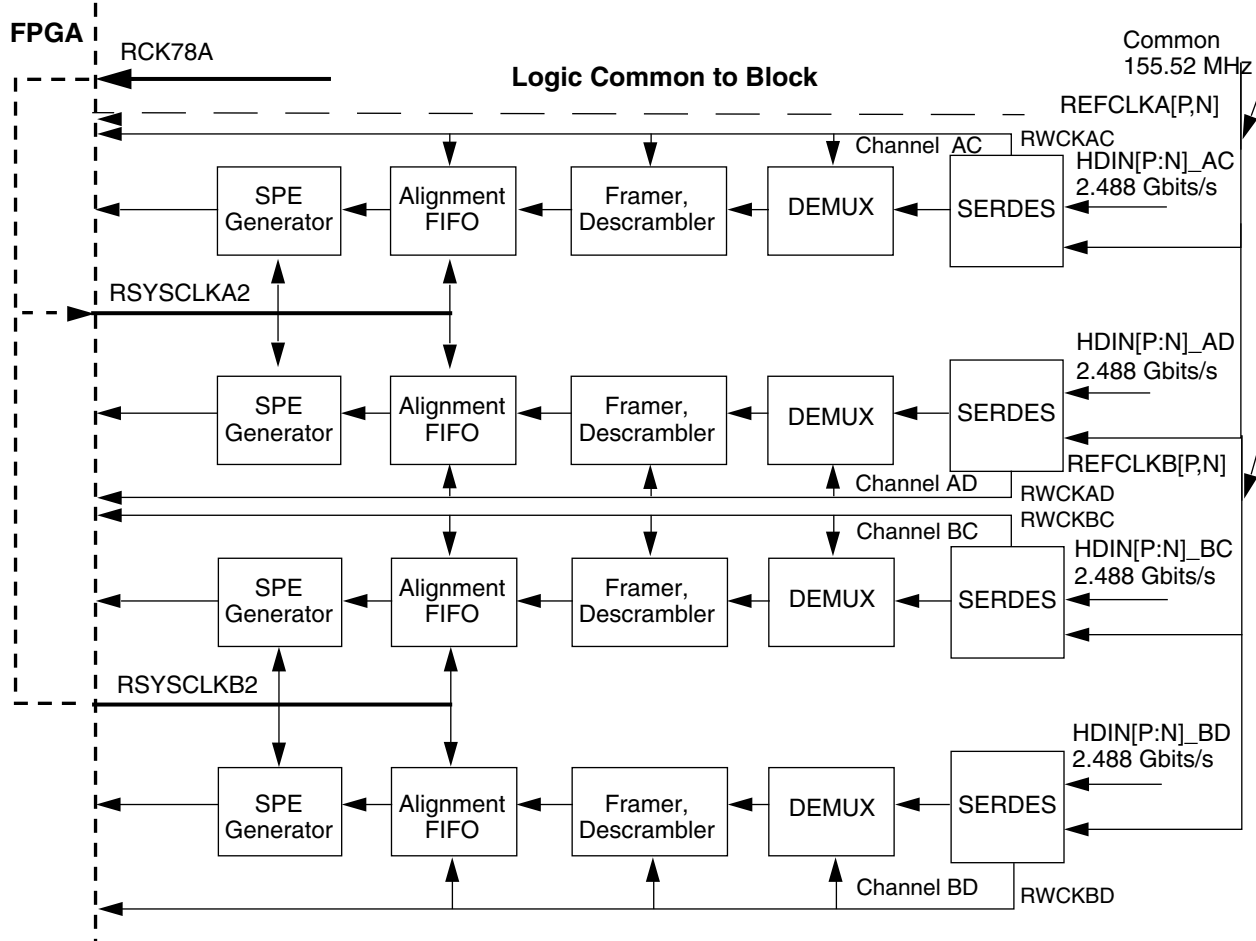 FPGA
RCK78A
Logic Common to Block
Common
155.52 MHz
REFCLKA[P,N]
Channel AC
RWCKAC
HDIN[P:N]_AC
2.488 Gbits/s
SPE
Generator
Alignment
FIFO
Framer,
Descrambler
DEMUX
SERDES
RSYSCLKA2
HDIN[P:N]_AD
2.488 Gbits/s
SPE
Generator
Alignment
FIFO
Framer,
Descrambler
DEMUX
SERDES
REFCLKB[P,N]
Channel AD
RWCKAD
RWCKBC
Channel BC
HDIN[P:N]_BC
2.488 Gbits/s
SPE
Generator
Alignment
FIFO
Framer,
Descrambler
DEMUX
SERDES
RSYSCLKB2
HDIN[P:N]_BD
2.488 Gbits/s
SPE
Generator
Alignment
FIFO
Framer,
Descrambler
DEMUX
SERDES
Channel BD
RWCKBD